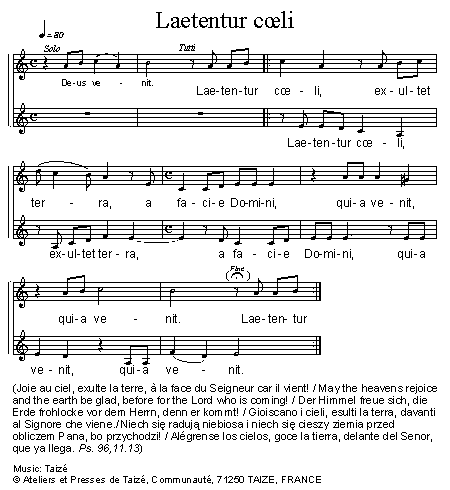 Laetentur cœli
♩ = 80
Solo Tutti
De-us ve - nit. Lae-ten-tur cœ - li, ex-ul-tet
Lae-ten-tur cœ - li,
ter - ra, a fa-ci-e Do-mi-ni, qui-a ve-nit,
ex-ul-tet ter-ra, a fa-ci-e Do-mi-ni, qui-a
Fine
qui-a ve - nit. Lae-ten-tur
ve-nit, qui-a ve - nit.
(Joie au ciel, exulte la terre, à la face du Seigneur car il vient! / May the heavens rejoice
and the earth be glad, before for the Lord who is coming! / Der Himmel freue sich, die
Erde frohlocke vor dem Herrn, denn er kommt! / Gioiscano i cieli, esulti la terra, davanti
al Signore che viene./Niech się radują niebiosa i niech się cieszy ziemia przed
obliczem Pana, bo przychodzi! / Alégrense los cielos, goce la tierra, delante del Senor,
que ya llega. Ps. 96,11.13)
Music: Taizé
© Ateliers et Presses de Taizé, Communauté, 71250 TAIZE, FRANCE